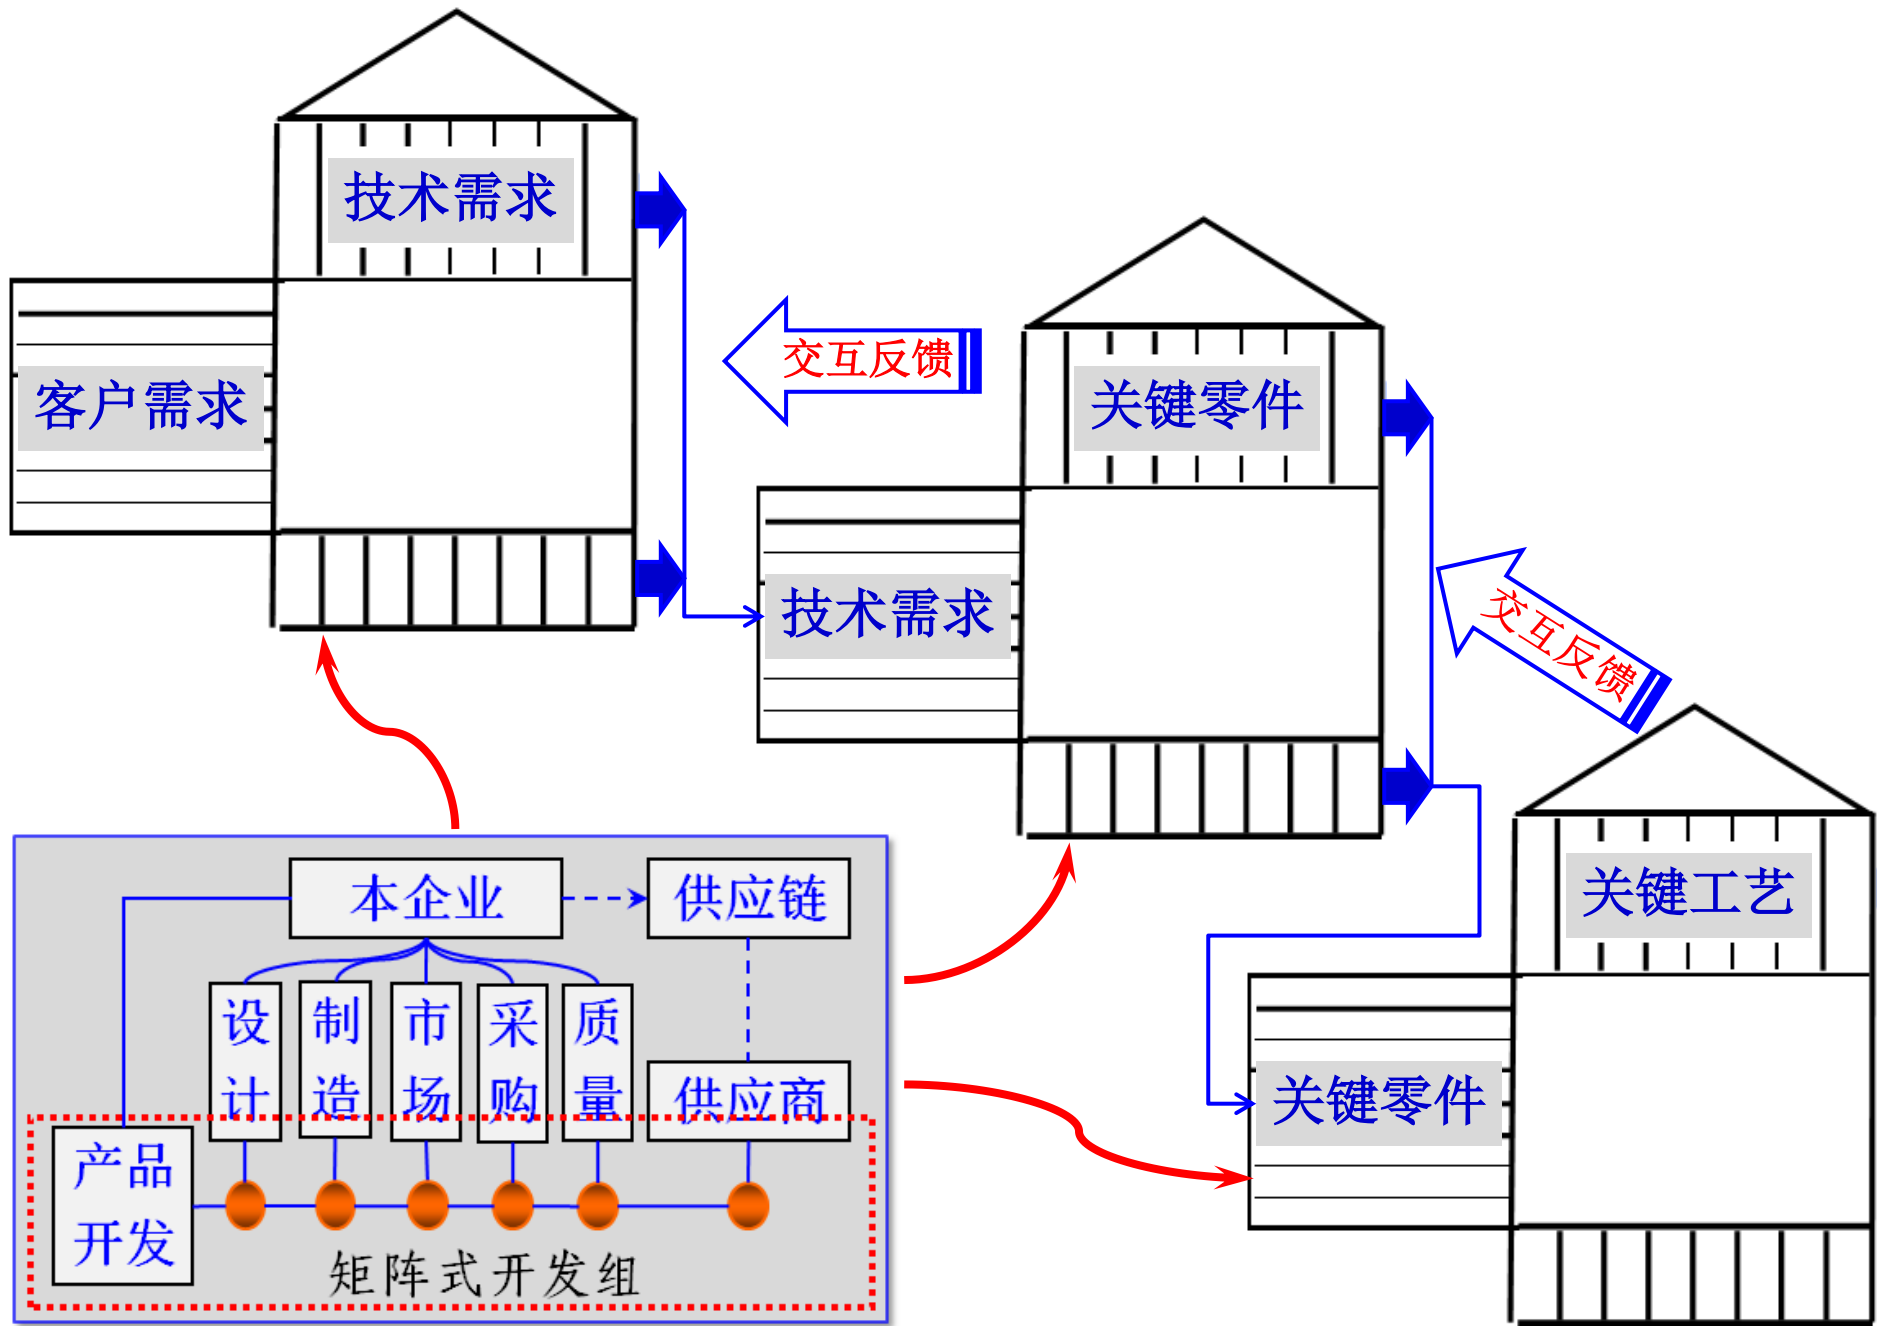 技术需求
客户需求
交互反馈
关键零件
技术需求
交互反馈
关键工艺
关键零件
本企业
供应链
设计
制造
市场
采购
质量
供应商
产品
开发
矩阵式开发组